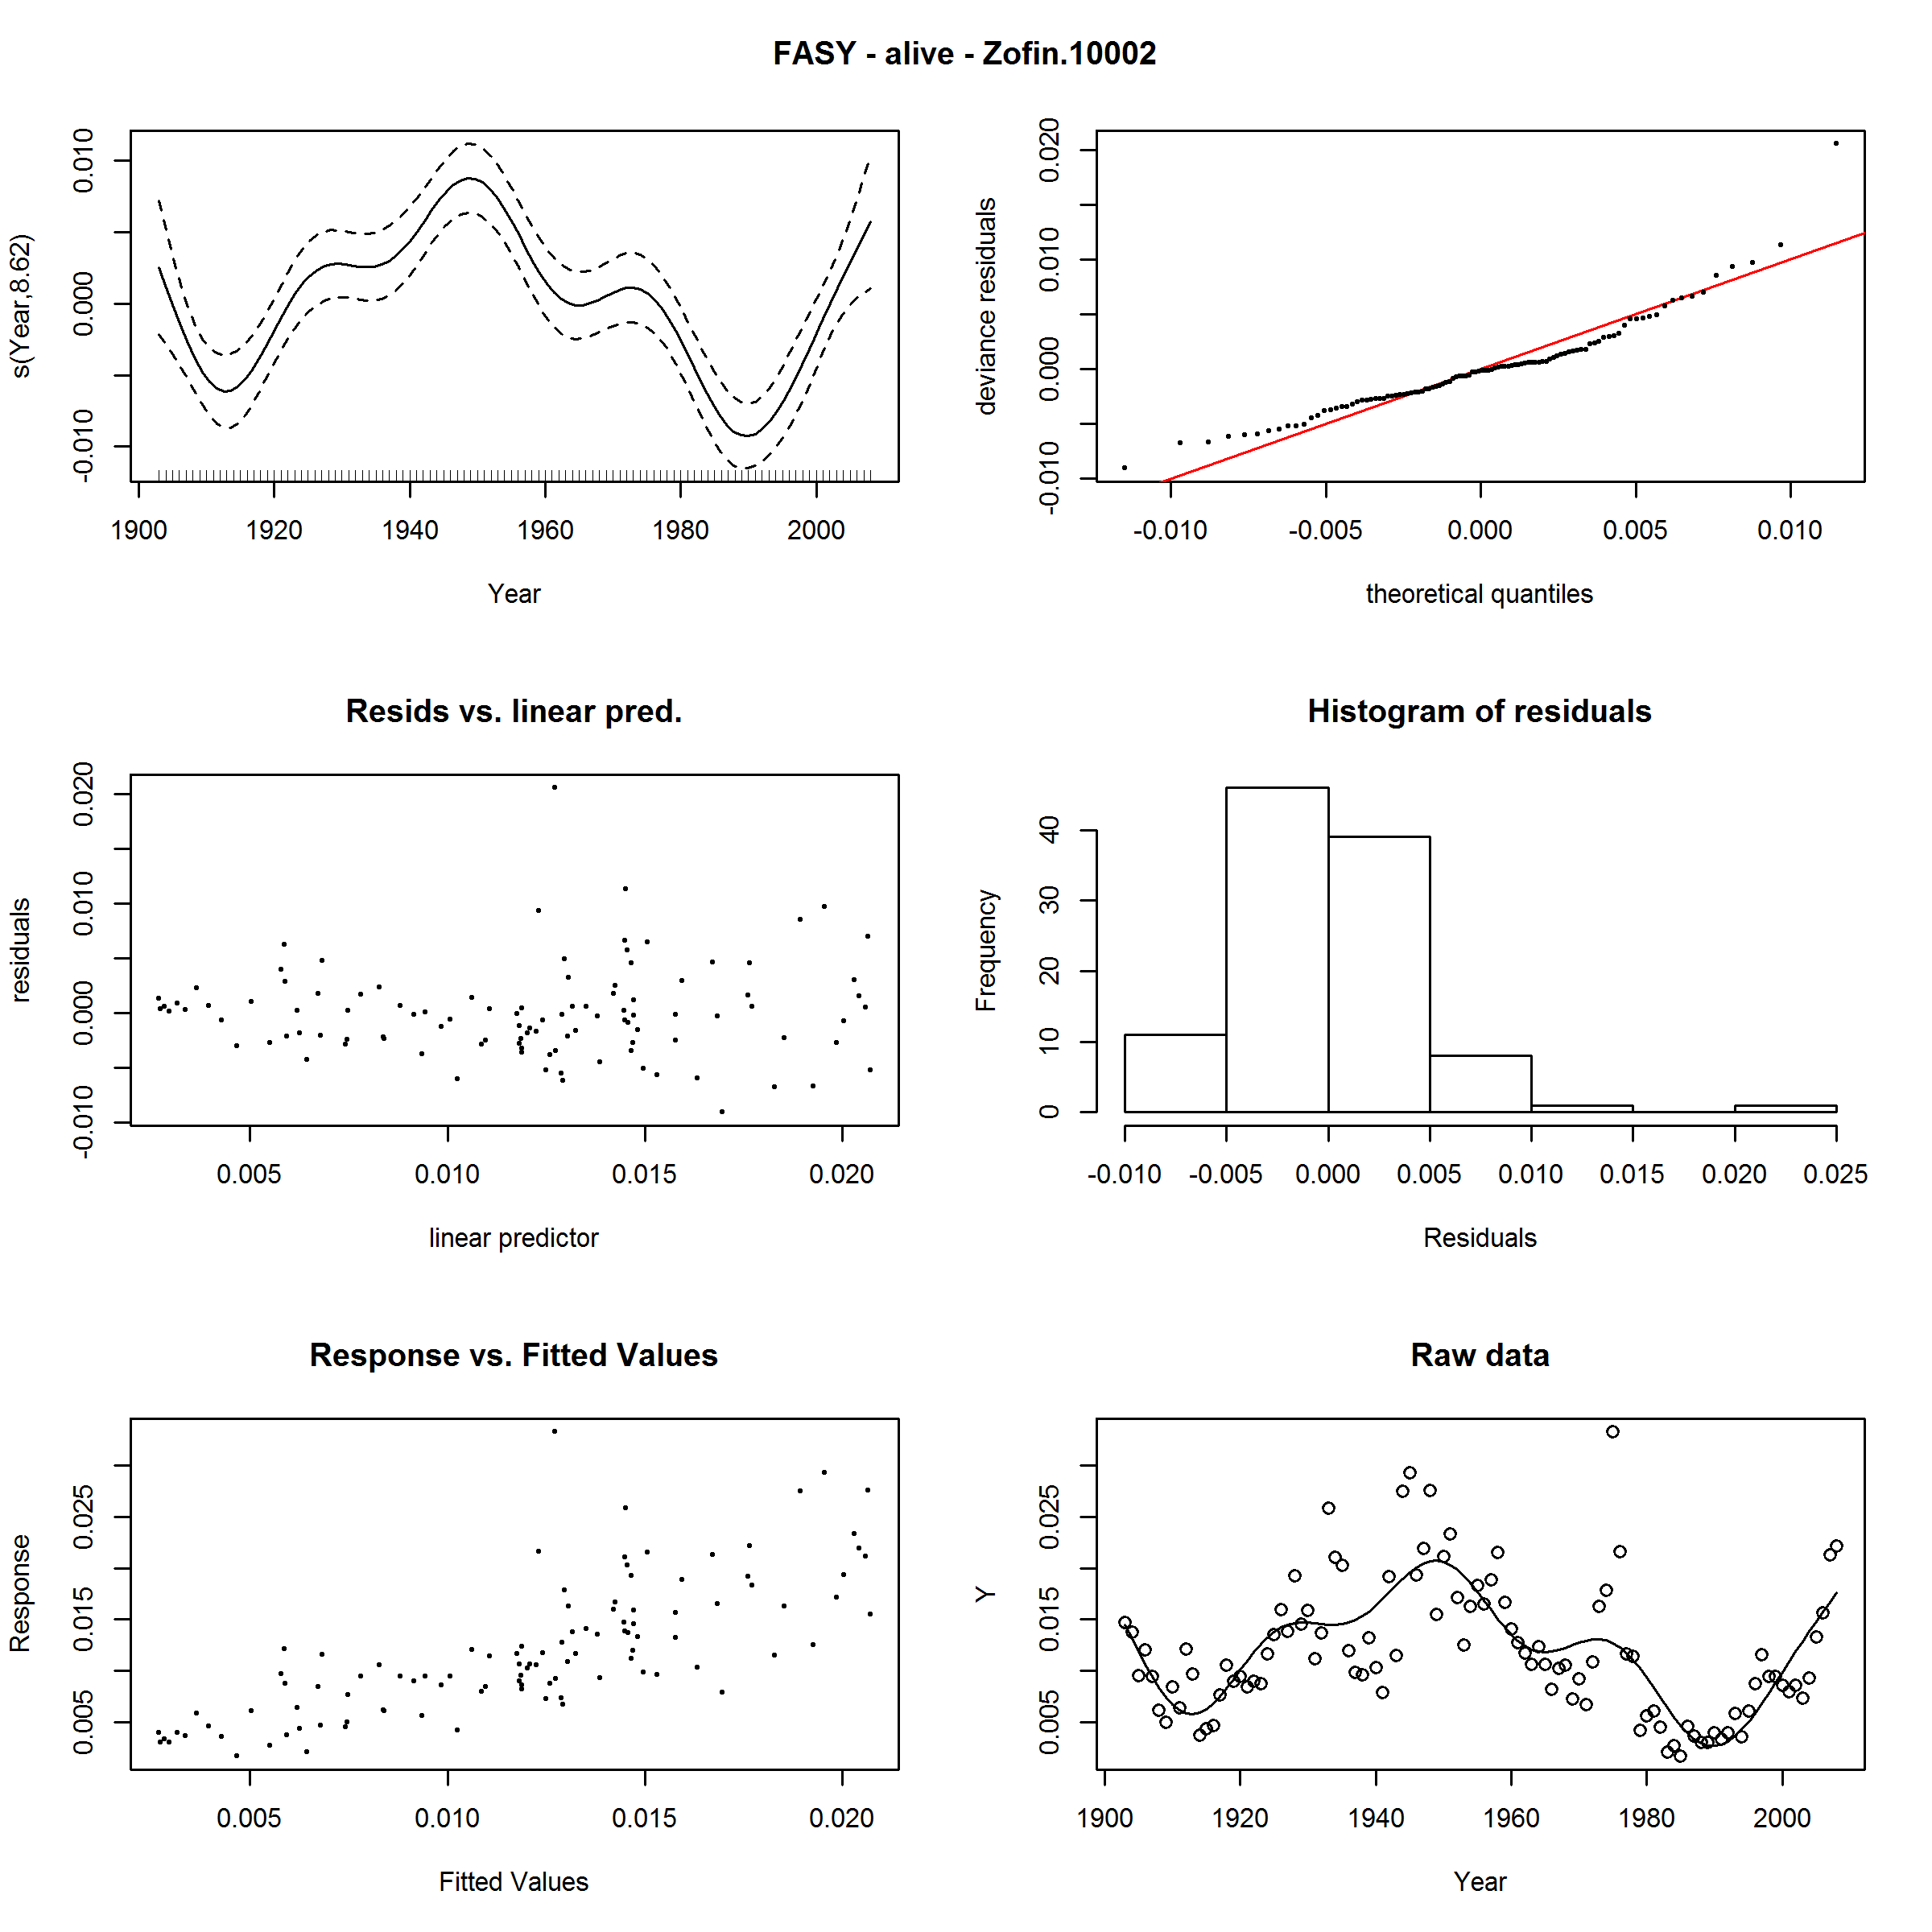 FASY - alive - Zofin.10002
s(Year,8.62)
-0.010 0.000 0.010
1900 1920 1940 1960 1980 2000
Year
deviance residuals
-0.010 0.000 0.010 0.020
-0.010 -0.005 0.000 0.005 0.010
theoretical quantiles
Resids vs. linear pred.
residuals
-0.010 0.000 0.010 0.020
0.005 0.010 0.015 0.020
linear predictor
Histogram of residuals
Frequency
0 10 20 30 40
-0.010 -0.005 0.000 0.005 0.010 0.015 0.020 0.025
Residuals
Response vs. Fitted Values
Response
0.005 0.015 0.025
0.005 0.010 0.015 0.020
Fitted Values
Raw data
Y
0.005 0.015 0.025
1900 1920 1940 1960 1980 2000
Year